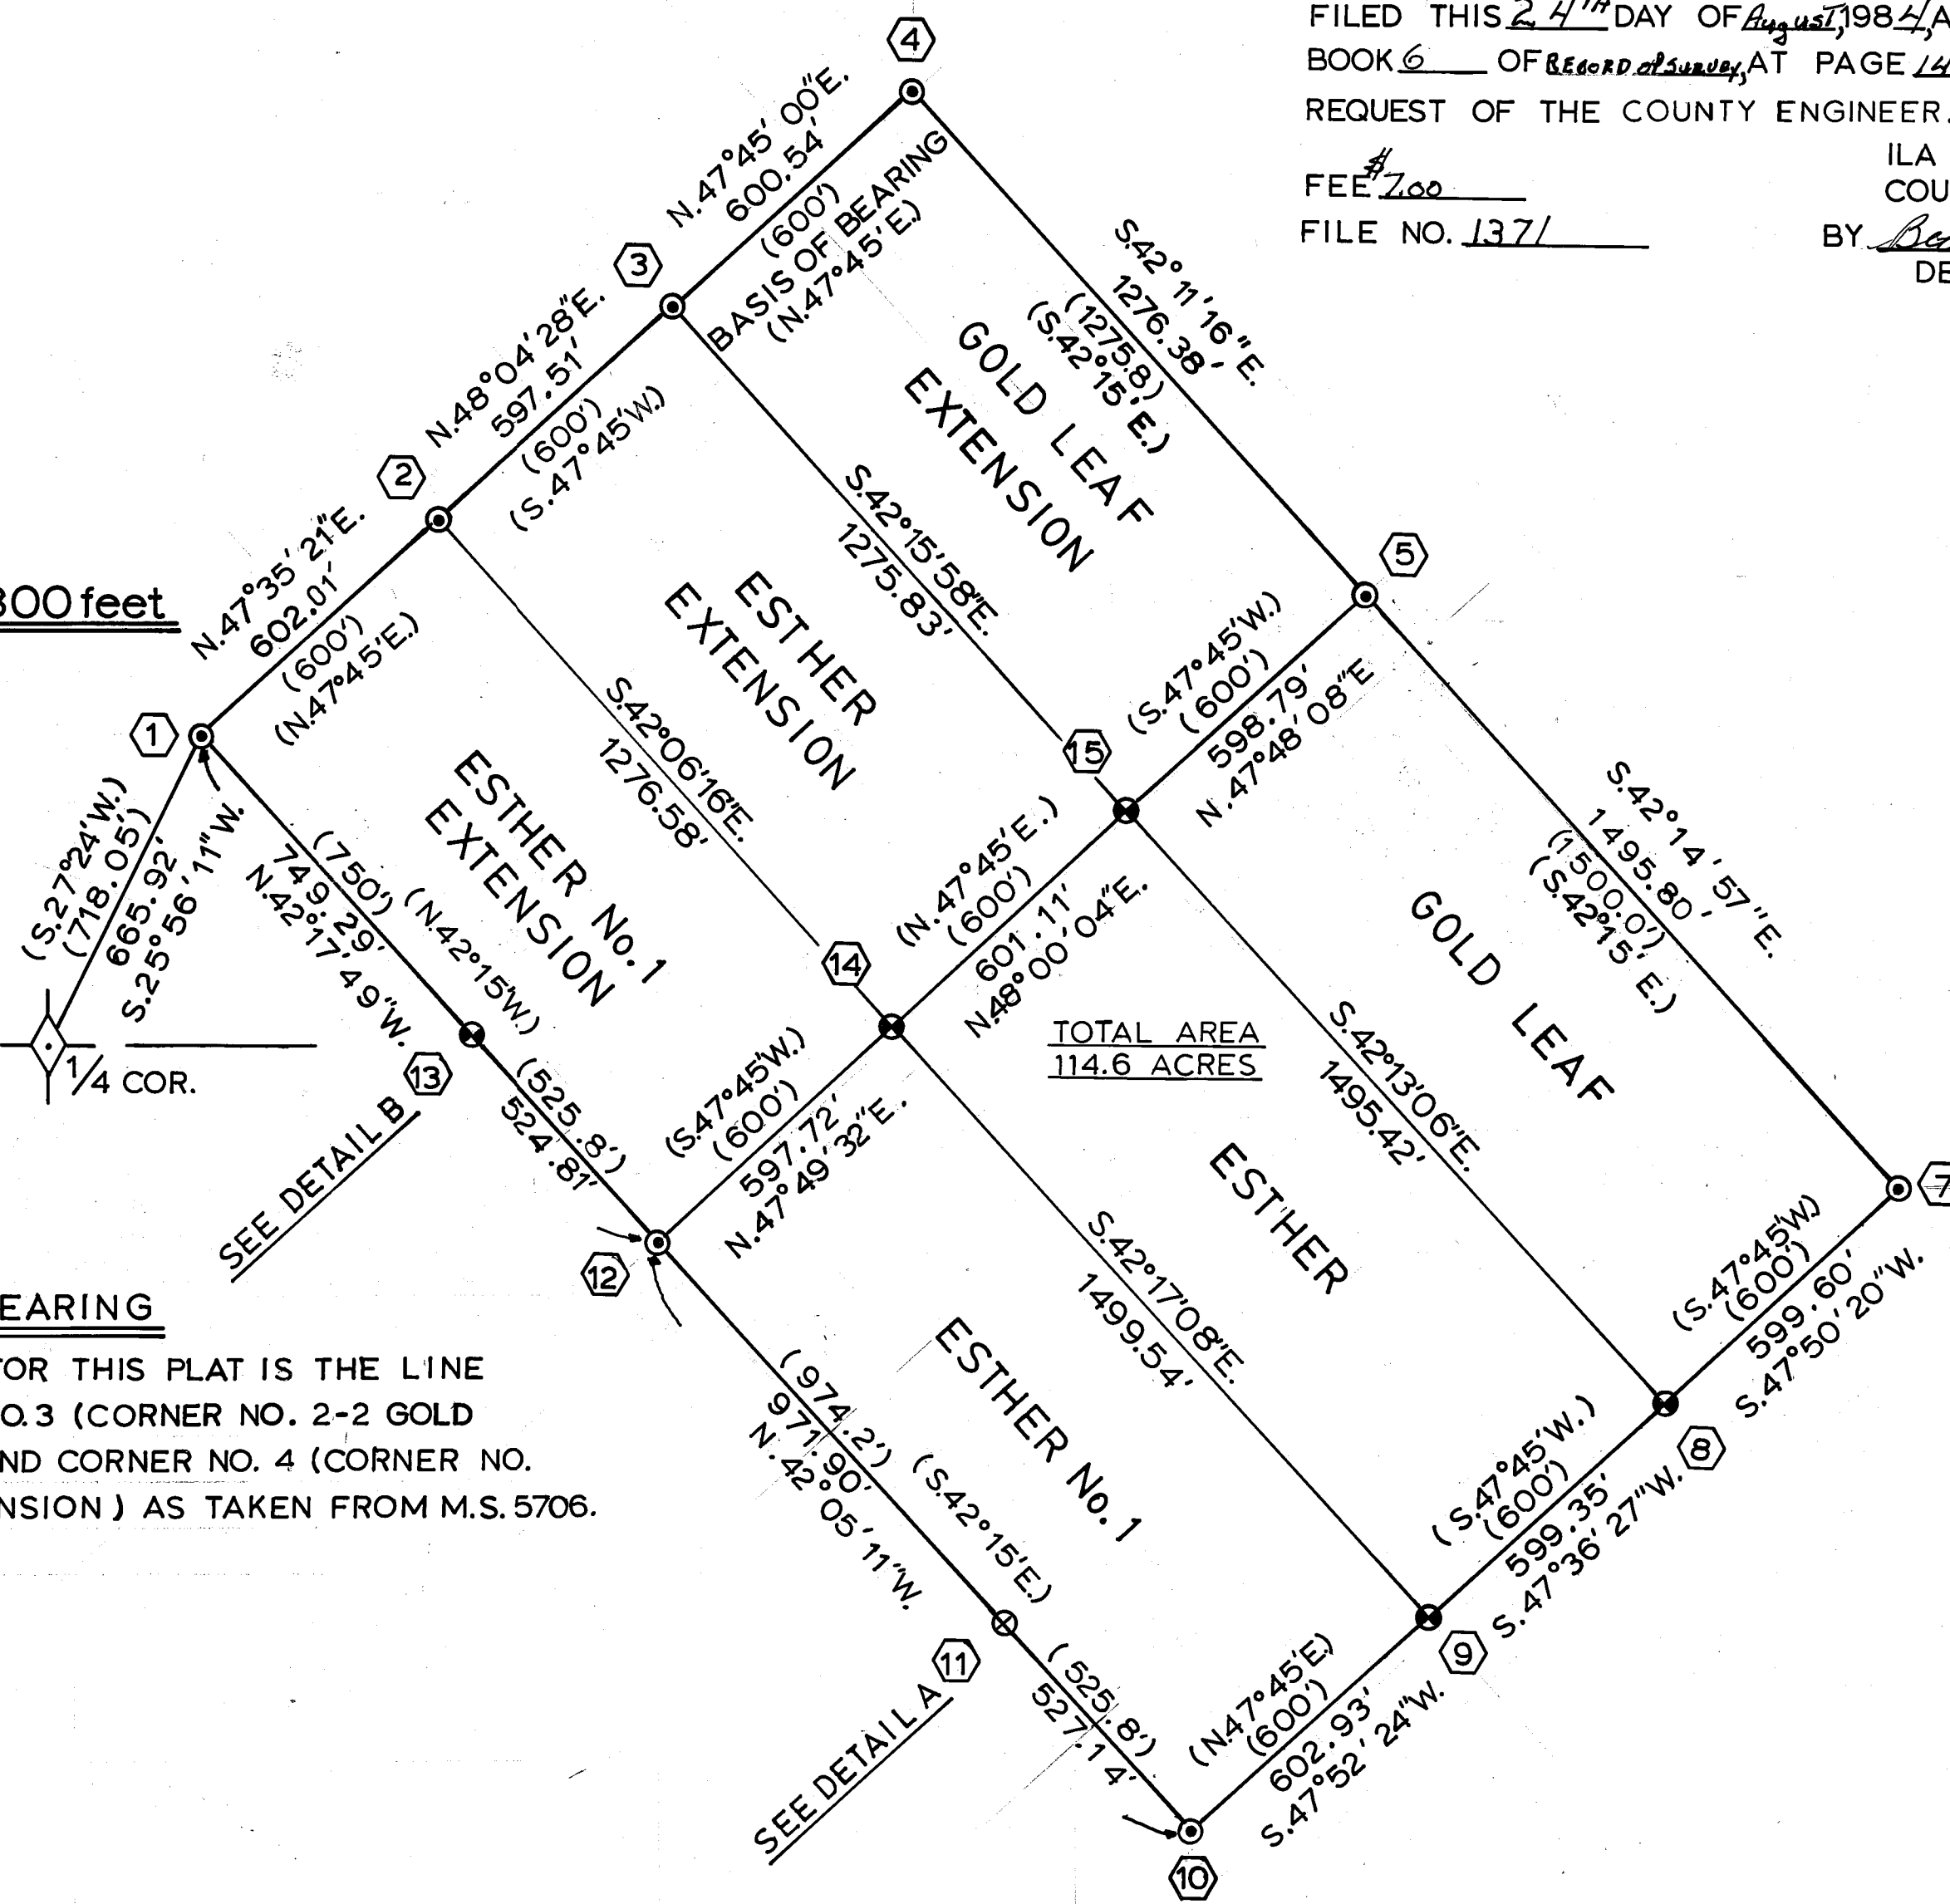 FILED THIS 24TH DAY OF August, 1984, A
BOOK 6 OF RECORD of SURVEY, AT PAGE 14
REQUEST OF THE COUNTY ENGINEER.
ILA
FEE $7.00
COU
FILE NO. 1371
BY
DE
4
N.47°45'00"E.
600.54'
(600')
BASIS OF BEARING
(N.47°45'E.)
3
N.48°04'28"E.
597.51'
(600')
(S.47°45'W.)
2
N.47°35'21"E.
602.01'
(600')
(N.47°45'E.)
1
S.42°11'16"E.
1276.38'
(1275.8)
(S.42°15'E.)
GOLD LEAF
EXTENSION
S.42°15'58"E.
1275.83'
ESTHER
EXTENSION
S.42°06'16"E.
1276.58'
ESTHER No. 1
EXTENSION
300 feet
5
(S.47°45'W.)
(600')
598.79'
N.47°48'08"E
15
(N.47°45'E.)
(600')
601.11'
N.48°00'04"E.
14
(S.47°45'W.)
(600')
597.72'
N.47°49'32"E.
12
(S.27°24'W.)
(718.05')
665.92'
S.25°56'11"W.
1/4 COR.
(750')
(N.42°15'W.)
749.29'
N.42°17'49"W.
13
SEE DETAIL B
(525.8')
524.81'
TOTAL AREA
114.6 ACRES
S.42°14'57"E.
1495.80'
(1500.0')
(S.42°15'E.)
GOLD LEAF
S.42°13'06"E.
1495.42'
ESTHER
S.42°17'08"E.
1499.54'
ESTHER No. 1
7
(S.47°45'W.)
(600')
599.60'
S.47°50'20"W.
8
(S.47°45'W.)
(600')
599.35'
S.47°36'27"W.
9
(N.47°45'E.)
(600')
602.93'
S.47°52'24"W.
10
(974.2')
971.90'
N.42°05'11"W.
(S.42°15'E.)
11
SEE DETAIL A
(525.8')
527.14'
EARING
FOR THIS PLAT IS THE LINE
O.3 (CORNER NO. 2-2 GOLD
ND CORNER NO. 4 (CORNER NO.
NSION) AS TAKEN FROM M.S. 5706.